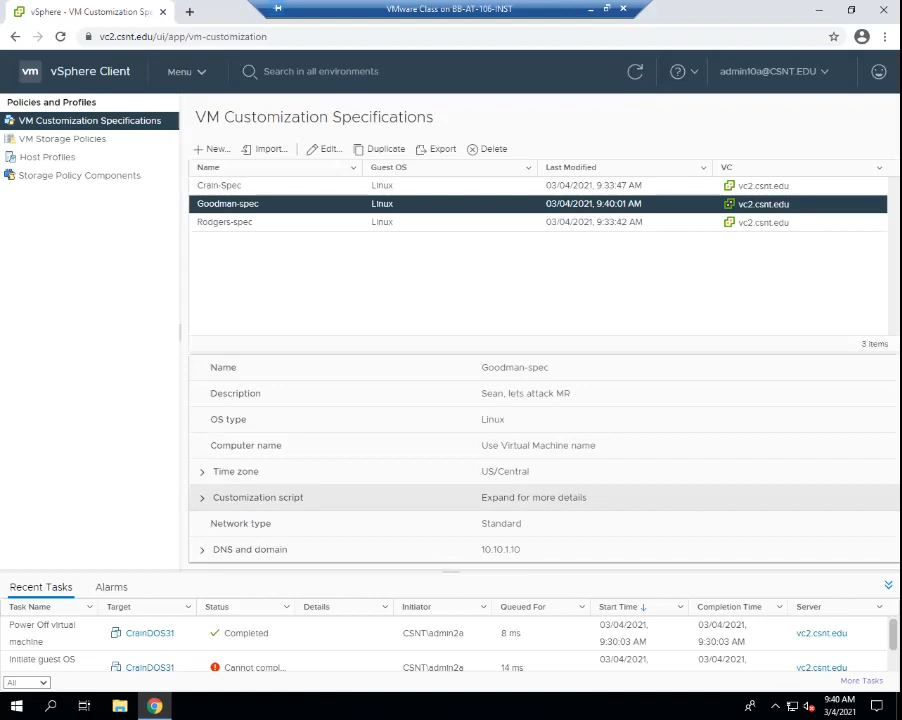 vSphere - VM Customization Spe
VMware Class on BB-AT-106-INST
vc2.csnt.edu/ui/app/vm-customization
vm vSphere Client Menu Search in all environments admin10a@CSNT.EDU
Policies and Profiles
VM Customization Specifications
VM Storage Policies
Host Profiles
Storage Policy Components
VM Customization Specifications
New... Import... Edit... Duplicate Export Delete
Name Guest OS Last Modified VC
Crain-Spec Linux 03/04/2021, 9:33:47 AM vc2.csnt.edu
Goodman-spec Linux 03/04/2021, 9:40:01 AM vc2.csnt.edu
Rodgers-spec Linux 03/04/2021, 9:33:42 AM vc2.csnt.edu
3 items
Name Goodman-spec
Description Sean, lets attack MR
OS type Linux
Computer name Use Virtual Machine name
Time zone US/Central
Customization script Expand for more details
Network type Standard
DNS and domain 10.10.1.10
Recent Tasks Alarms
Task Name Target Status Details Initiator Queued For Start Time Completion Time Server
Power Off virtual machine CrainDOS31 Completed CSNT\admin2a 8 ms 03/04/2021, 9:30:03 AM 03/04/2021, 9:30:03 AM vc2.csnt.edu
Initiate guest OS CrainDOS31 Cannot compl... CSNT\admin2a 14 ms 03/04/2021, 03/04/2021, vc2.csnt.edu
All More Tasks
9:40 AM
3/4/2021